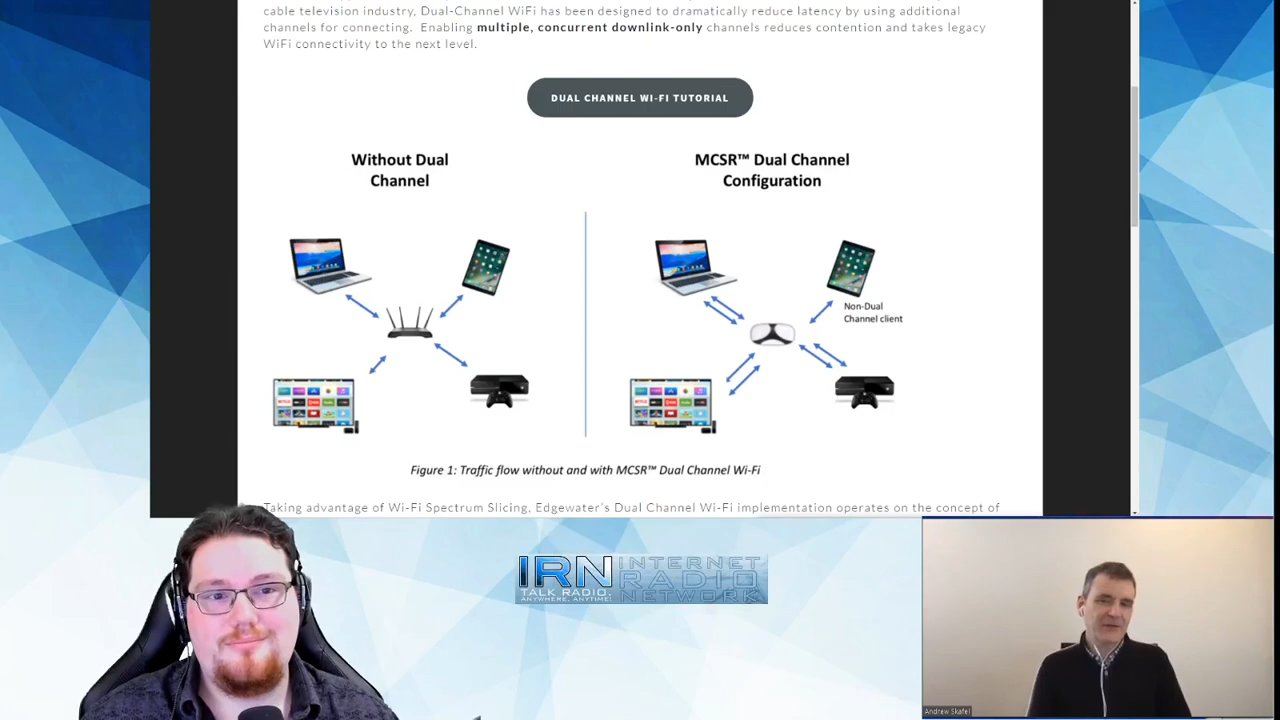 cable television industry, Dual-Channel WiFi has been designed to dramatically reduce latency by using additional
channels for connecting. Enabling multiple, concurrent downlink-only channels reduces contention and takes legacy
WiFi connectivity to the next level.
DUAL CHANNEL WI-FI TUTORIAL
Without Dual
Channel
MCSR™ Dual Channel
Configuration
Non-Dual
Channel client
Figure 1: Traffic flow without and with MCSR™ Dual Channel Wi-Fi
Taking advantage of Wi-Fi Spectrum Slicing, Edgewater's Dual Channel Wi-Fi implementation operates on the concept of
IRN INTERNET
RADIO
NETWORK
TALK RADIO.
ANYWHERE, ANYTIME!
Andrew Skafel